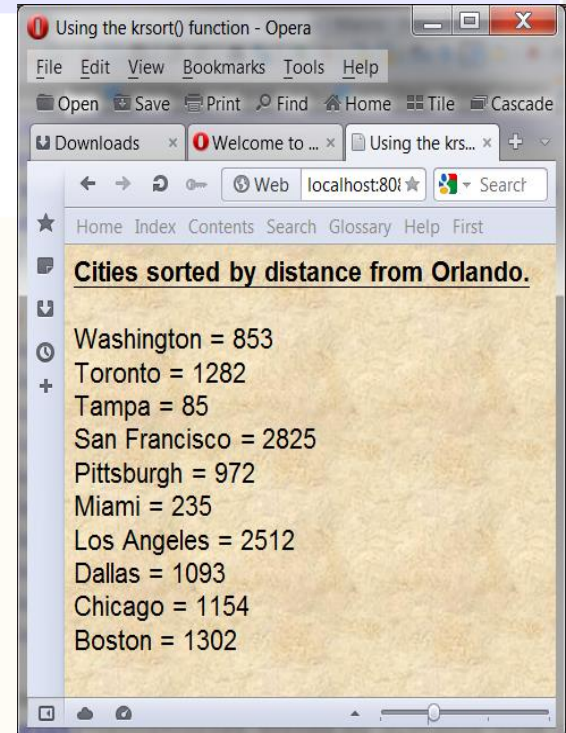 Using the krsort() function - Opera
File Edit View Bookmarks Tools Help
Open Save Print Find Home Tile Cascade
Downloads × Welcome to ... × Using the krs... ×
Web localhost:808 Search
Home Index Contents Search Glossary Help First
Cities sorted by distance from Orlando.
Washington = 853
Toronto = 1282
Tampa = 85
San Francisco = 2825
Pittsburgh = 972
Miami = 235
Los Angeles = 2512
Dallas = 1093
Chicago = 1154
Boston = 1302